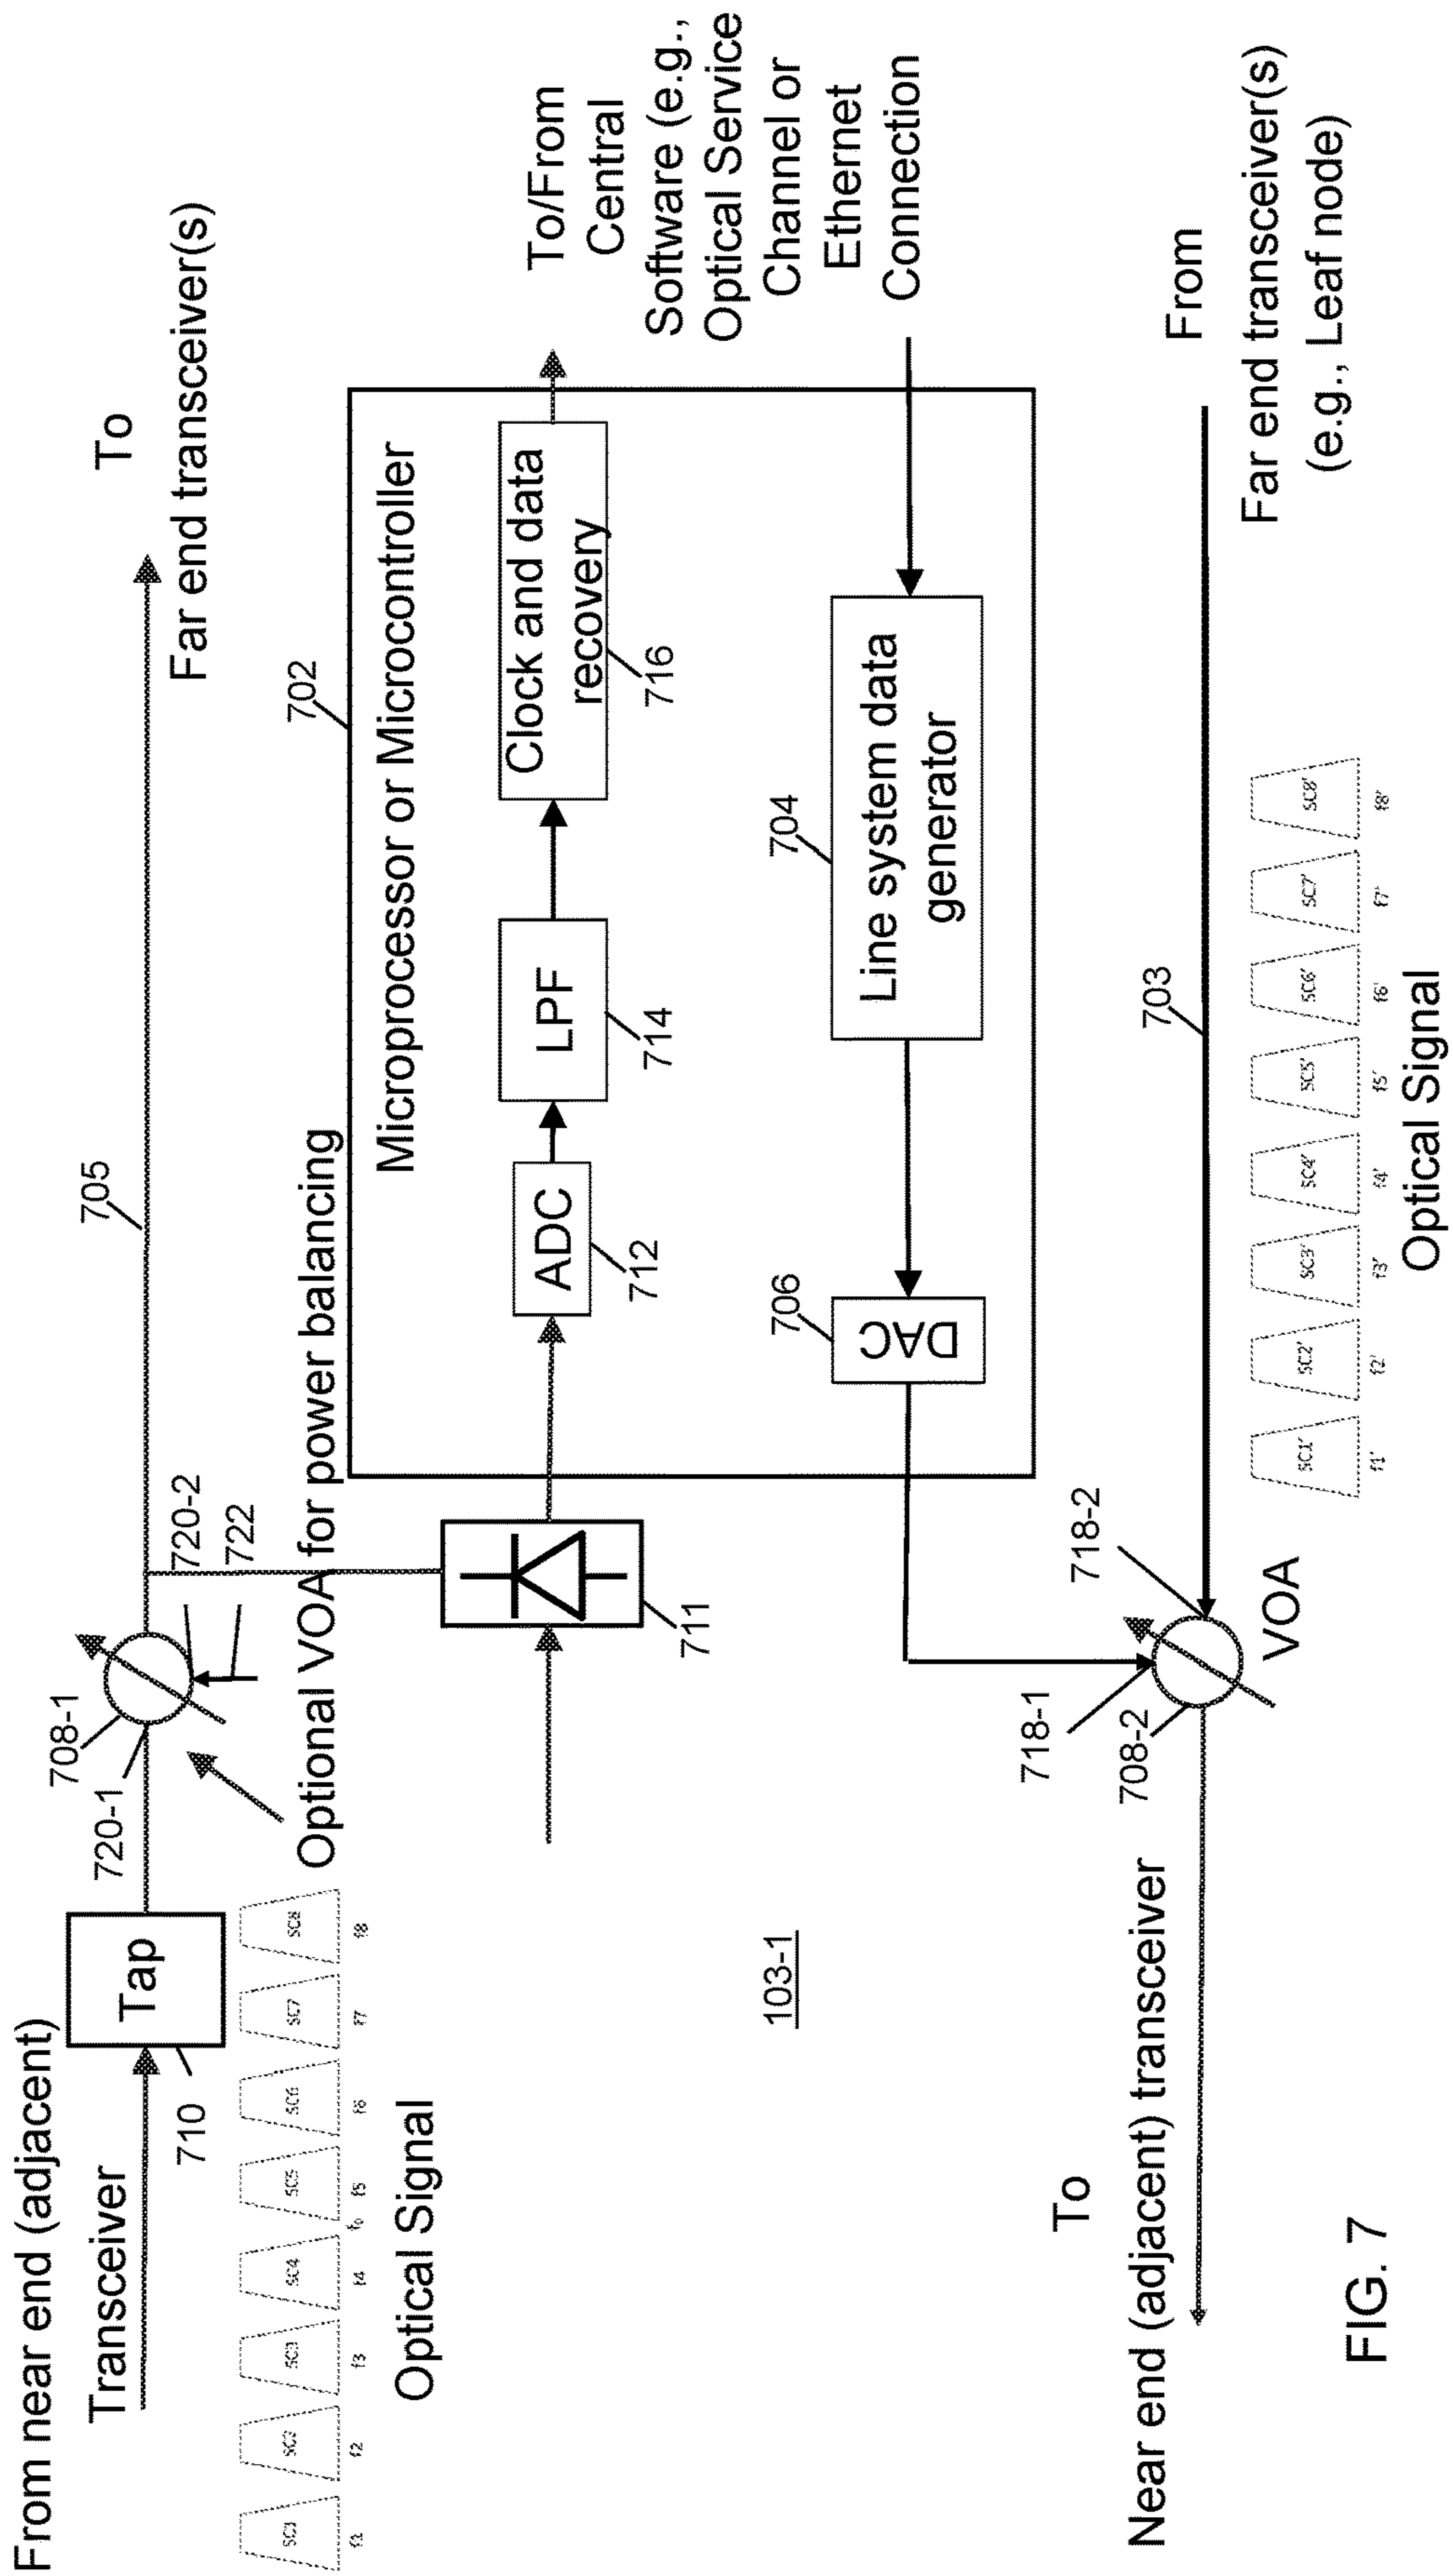 From near end (adjacent)
Transceiver
710
Tap
720-1
708-1
720-2
722
705
To
Far end transceiver(s)
SC1
SC2
SC3
SC4
SC5
SC6
SC7
SC8
f1
f2
f3
f4
f0
f5
f6
f7
f8
Optical Signal
Optional VOA for power balancing
711
702
Microprocessor or Microcontroller
ADC
712
LPF
714
Clock and data
recovery
716
To/From
Central
Software (e.g.,
Optical Service
Channel or
Ethernet
Connection
103-1
706
DAC
704
Line system data
generator
To
Near end (adjacent) transceiver
718-1
708-2
718-2
VOA
703
From
Far end transceiver(s)
(e.g., Leaf node)
SC1'
SC2'
SC3'
SC4'
SC5'
SC6'
SC7'
SC8'
f1'
f2'
f3'
f4'
f5'
f6'
f7'
f8'
Optical Signal
FIG. 7